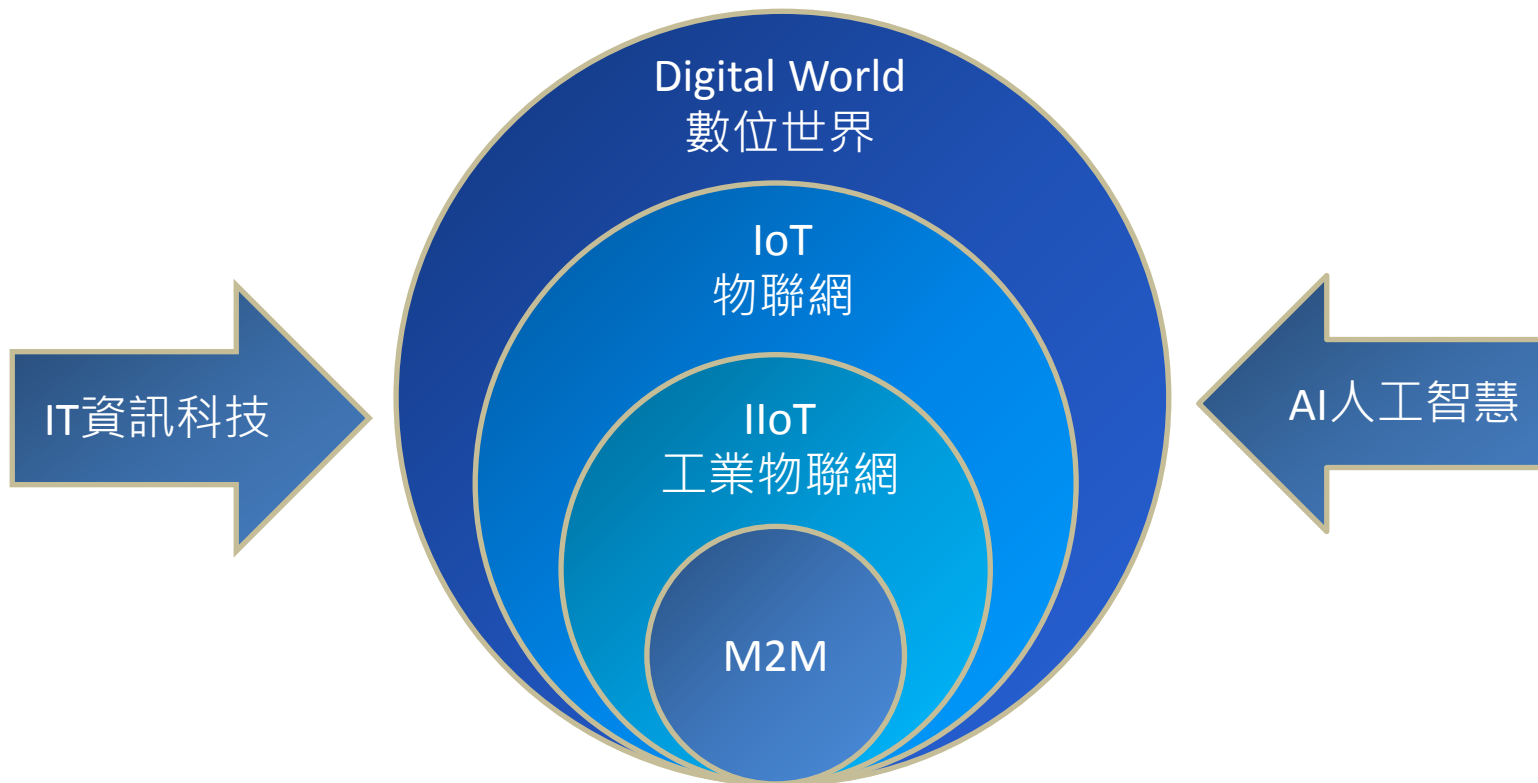 Digital World
數位世界
IoT
物聯網
IT資訊科技
AI人工智慧
IIoT
工業物聯網
M2M